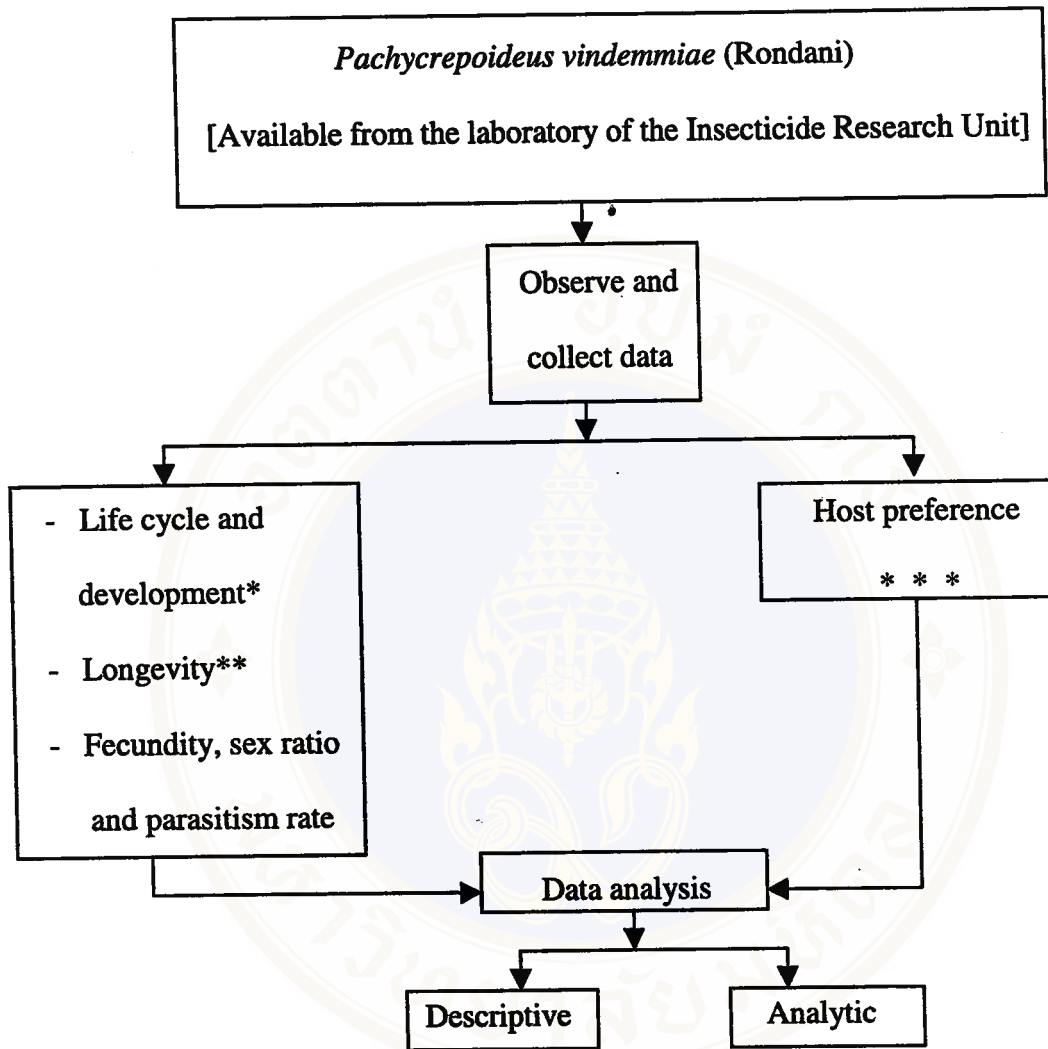 Pachycrepoideus vindemmiae (Rondani)
[Available from the laboratory of the Insecticide Research Unit]
Observe and
collect data
- Life cycle and
development*
- Longevity**
- Fecundity, sex ratio
and parasitism rate
Host preference
* * *
Data analysis
Descriptive
Analytic